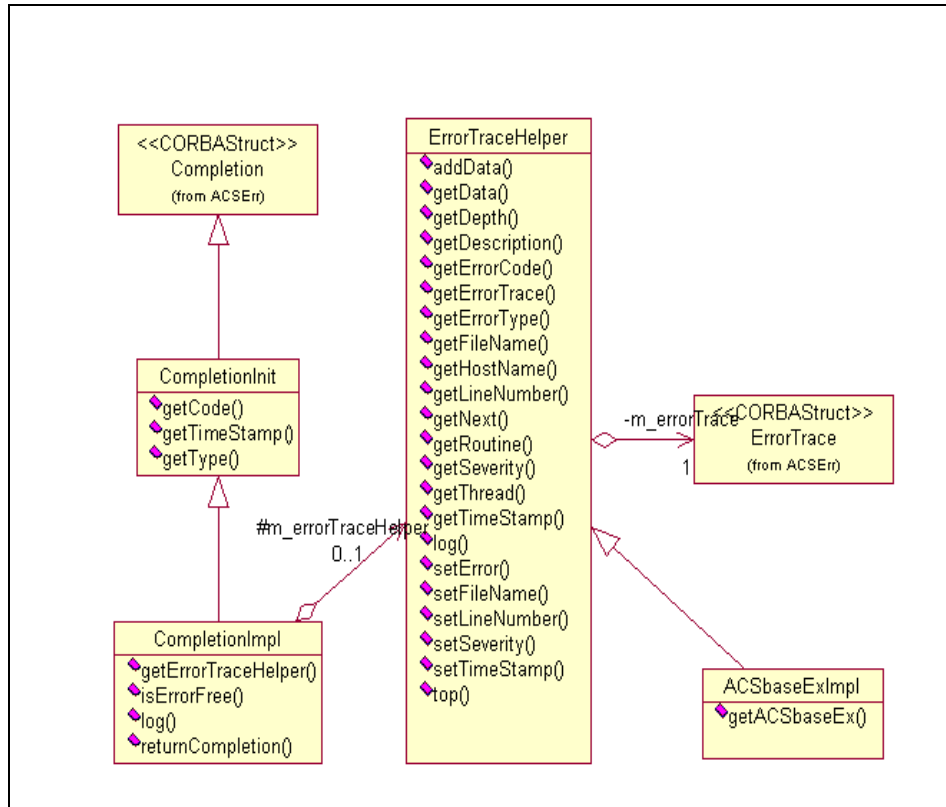 <<CORBAStruct>>
Completion
(from ACSErr)
CompletionInit
getCode()
getTimeStamp()
getType()
#m_errorTraceHelper
0..1
CompletionImpl
getErrorTraceHelper()
isErrorFree()
log()
returnCompletion()
ErrorTraceHelper
addData()
getData()
getDepth()
getDescription()
getErrorCode()
getErrorTrace()
getErrorType()
getFileName()
getHostName()
getLineNumber()
getNext()
getRoutine()
getSeverity()
getThread()
getTimeStamp()
log()
setError()
setFileName()
setLineNumber()
setSeverity()
setTimeStamp()
top()
-m_errorTrace
1
<<CORBAStruct>>
ErrorTrace
(from ACSErr)
ACSbaseExImpl
getACSbaseEx()